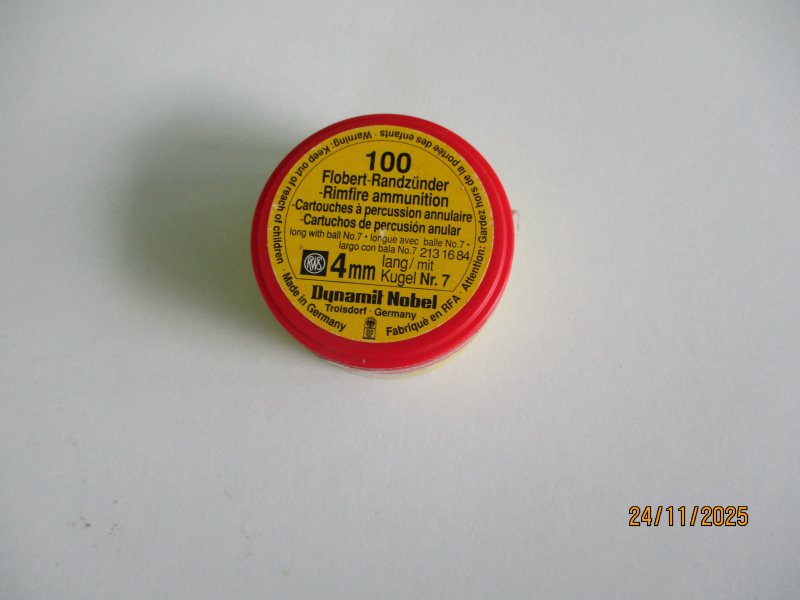 100
Flobert-Randzünder
-Rimfire ammunition
-Cartouches à percussion annulaire
-Cartuchos de percusión anular
long with ball No.7 • longue avec balle No.7 •
largo con bala No.7 213 16 84
RWS 4mm lang/mit
Kugel Nr. 7
Dynamit Nobel
Troisdorf · Germany
Made in Germany · Warning: Keep out of reach of children · Attention: Gardez hors de la portée des enfants · Fabriqué en RFA
24/11/2025